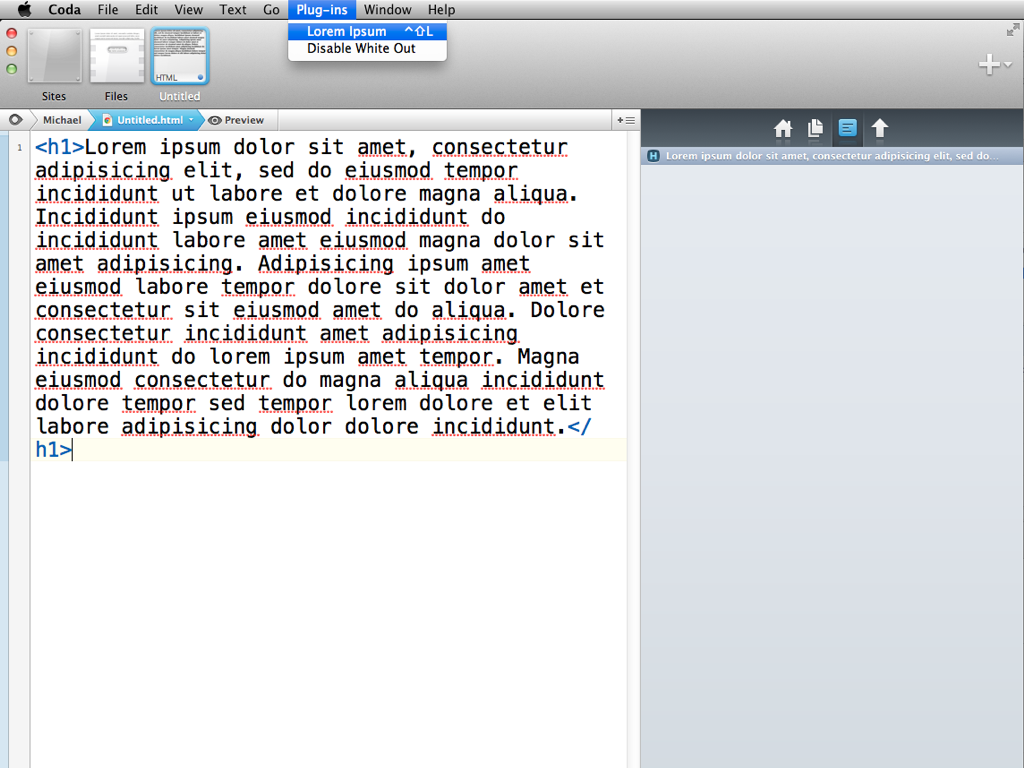 Coda File Edit View Text Go Plug-ins Window Help
Lorem Ipsum ^⇧L
Disable White Out
HTML
Sites Files Untitled
Michael Untitled.html Preview
H Lorem ipsum dolor sit amet, consectetur adipisicing elit, sed do...
1 <h1>Lorem ipsum dolor sit amet, consectetur
adipisicing elit, sed do eiusmod tempor
incididunt ut labore et dolore magna aliqua.
Incididunt ipsum eiusmod incididunt do
incididunt labore amet eiusmod magna dolor sit
amet adipisicing. Adipisicing ipsum amet
eiusmod labore tempor dolore sit dolor amet et
consectetur sit eiusmod amet do aliqua. Dolore
consectetur incididunt amet adipisicing
incididunt do lorem ipsum amet tempor. Magna
eiusmod consectetur do magna aliqua incididunt
dolore tempor sed tempor lorem dolore et elit
labore adipisicing dolor dolore incididunt.</
h1>